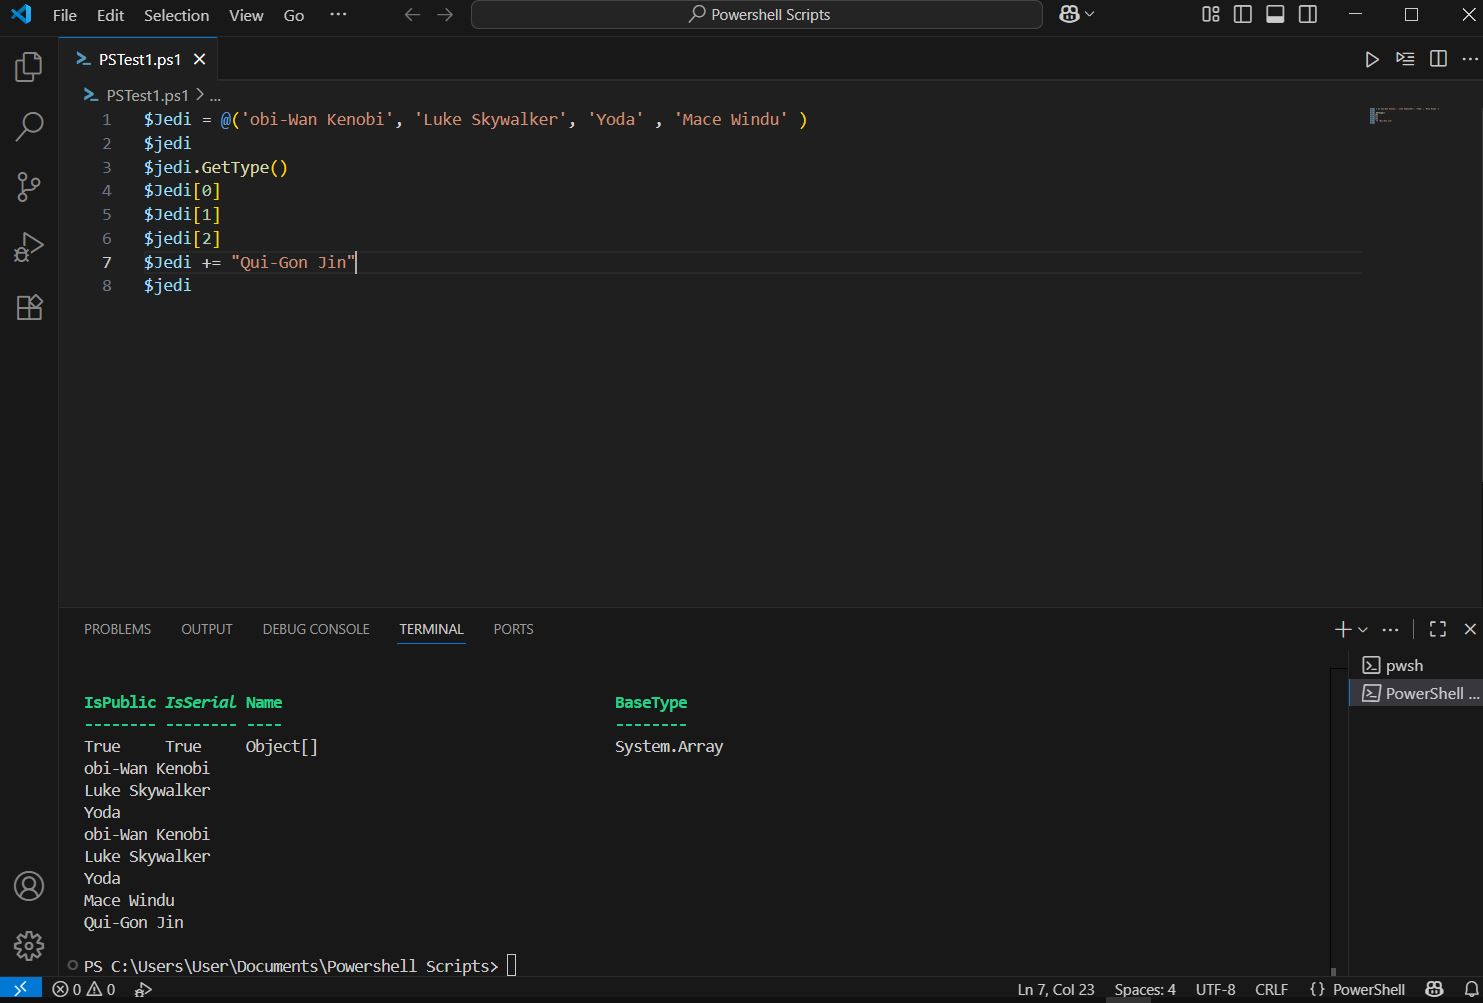 File Edit Selection View Go ··· Powershell Scripts
PSTest1.ps1
PSTest1.ps1 > ...
1 $Jedi = @('obi-Wan Kenobi', 'Luke Skywalker', 'Yoda' , 'Mace Windu' )
2 $jedi
3 $jedi.GetType()
4 $Jedi[0]
5 $Jedi[1]
6 $jedi[2]
7 $Jedi += "Qui-Gon Jin"
8 $jedi
PROBLEMS OUTPUT DEBUG CONSOLE TERMINAL PORTS
pwsh
PowerShell ...
IsPublic IsSerial Name BaseType
-------- -------- ---- --------
True True Object[] System.Array
obi-Wan Kenobi
Luke Skywalker
Yoda
obi-Wan Kenobi
Luke Skywalker
Yoda
Mace Windu
Qui-Gon Jin
PS C:\Users\User\Documents\Powershell Scripts>
0 0 Ln 7, Col 23 Spaces: 4 UTF-8 CRLF {} PowerShell